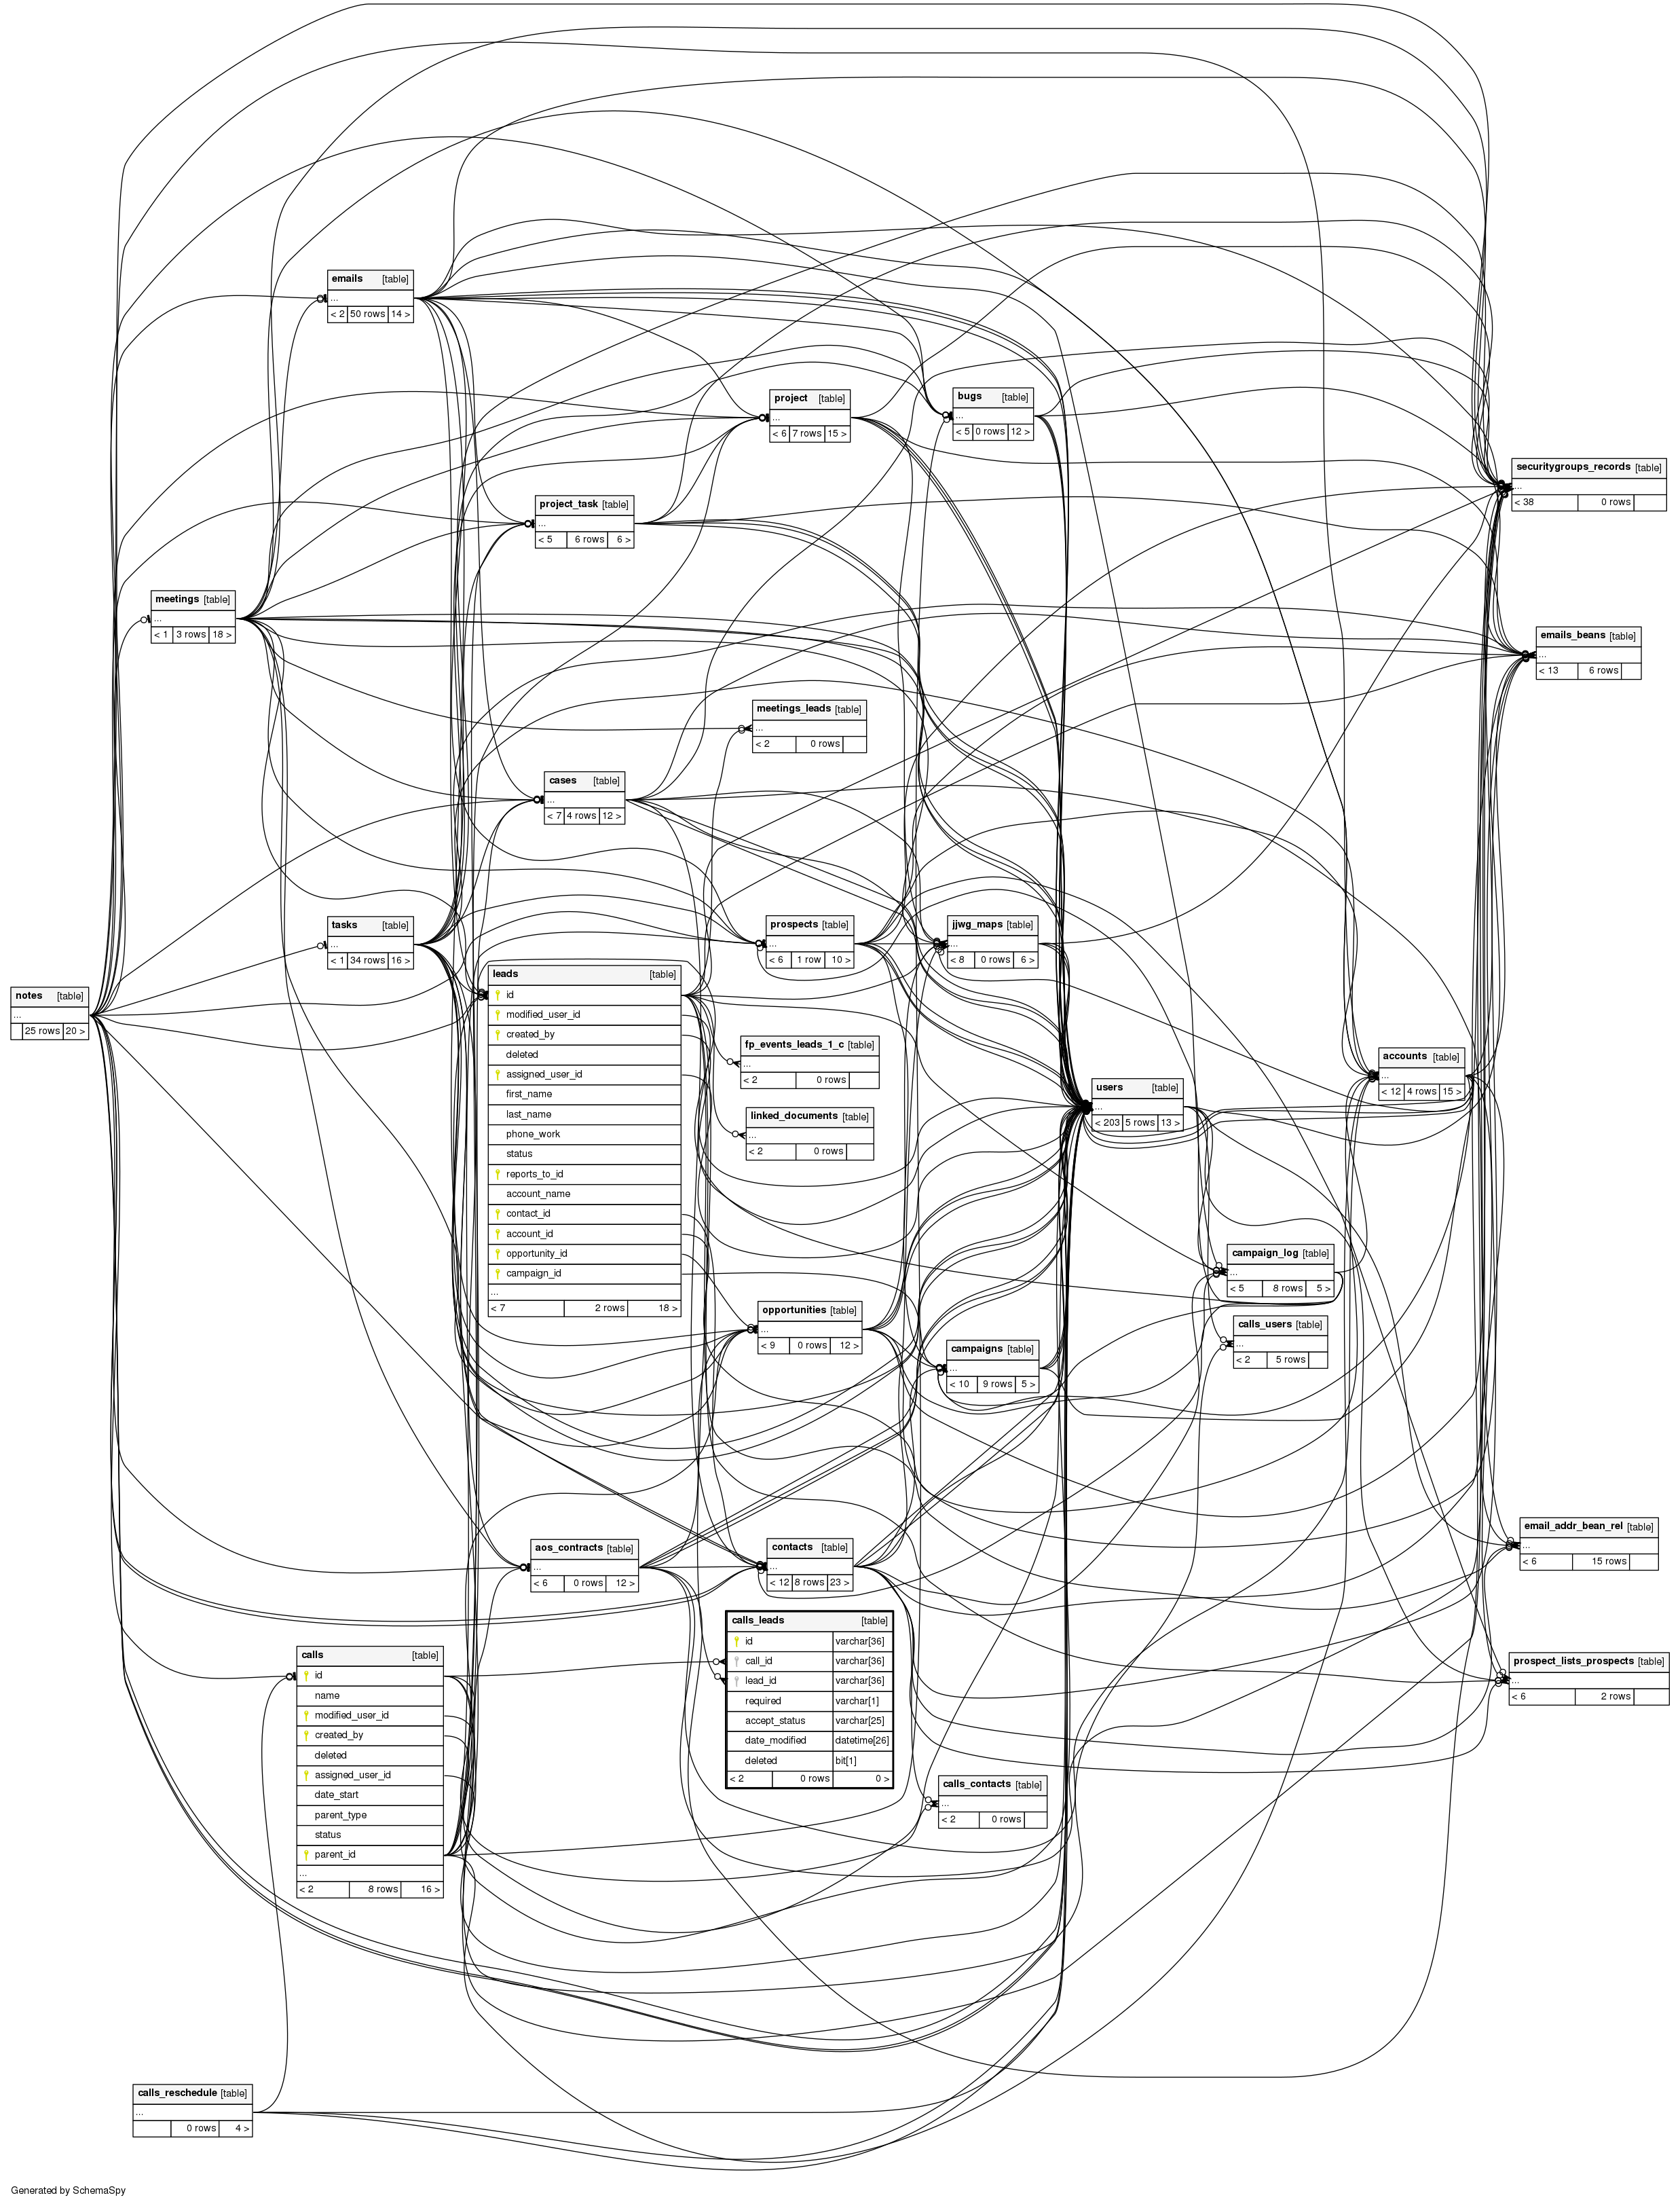 emails [table]
...
< 2 50 rows 14 >
project [table]
...
< 6 7 rows 15 >
bugs [table]
...
< 5 0 rows 12 >
securitygroups_records [table]
...
< 38 0 rows
project_task [table]
...
< 5 6 rows 6 >
meetings [table]
...
< 1 3 rows 18 >
emails_beans [table]
...
< 13 6 rows
meetings_leads [table]
...
< 2 0 rows
cases [table]
...
< 7 4 rows 12 >
tasks [table]
...
< 1 34 rows 16 >
prospects [table]
...
< 6 1 row 10 >
jjwg_maps [table]
...
< 8 0 rows 6 >
notes [table]
...
25 rows 20 >
leads [table]
id
modified_user_id
created_by
deleted
assigned_user_id
first_name
last_name
phone_work
status
reports_to_id
account_name
contact_id
account_id
opportunity_id
campaign_id
...
< 7 2 rows 18 >
fp_events_leads_1_c [table]
...
< 2 0 rows
linked_documents [table]
...
< 2 0 rows
users [table]
...
< 203 5 rows 13 >
accounts [table]
...
< 12 4 rows 15 >
campaign_log [table]
...
< 5 8 rows 5 >
calls_users [table]
...
< 2 5 rows
opportunities [table]
...
< 9 0 rows 12 >
campaigns [table]
...
< 10 9 rows 5 >
email_addr_bean_rel [table]
...
< 6 15 rows
aos_contracts [table]
...
< 6 0 rows 12 >
contacts [table]
...
< 12 8 rows 23 >
calls_leads [table]
id varchar[36]
call_id varchar[36]
lead_id varchar[36]
required varchar[1]
accept_status varchar[25]
date_modified datetime[26]
deleted bit[1]
< 2 0 rows 0 >
calls [table]
id
name
modified_user_id
created_by
deleted
assigned_user_id
date_start
parent_type
status
parent_id
...
< 2 8 rows 16 >
prospect_lists_prospects [table]
...
< 6 2 rows
calls_contacts [table]
...
< 2 0 rows
calls_reschedule [table]
...
0 rows 4 >
Generated by SchemaSpy